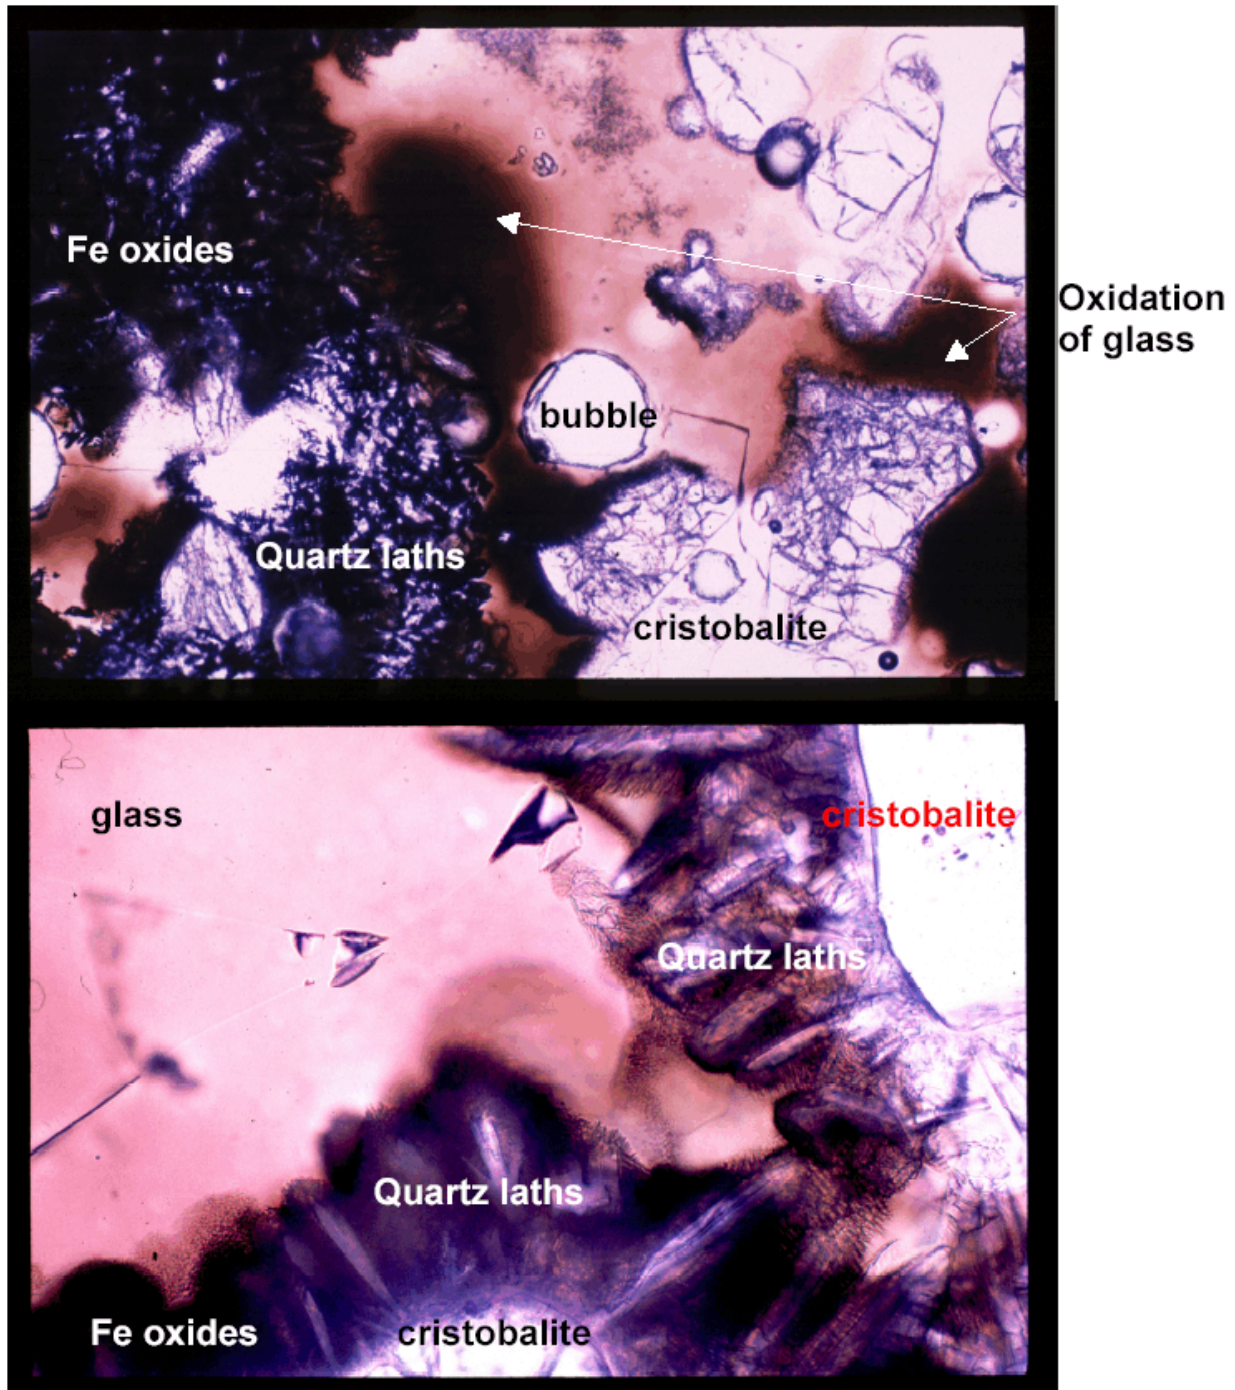 Fe oxides
Oxidation
of glass
bubble
Quartz laths
cristobalite
glass
cristobalite
Quartz laths
Quartz laths
Fe oxides
cristobalite